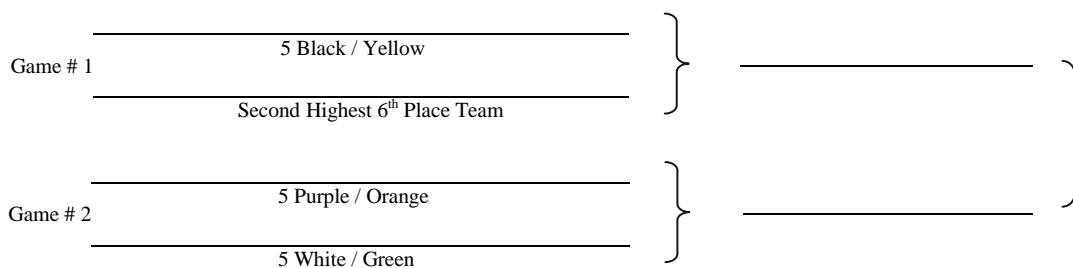 5 Black / Yellow
Game # 1
Second Highest 6th Place Team
5 Purple / Orange
Game # 2
5 White / Green